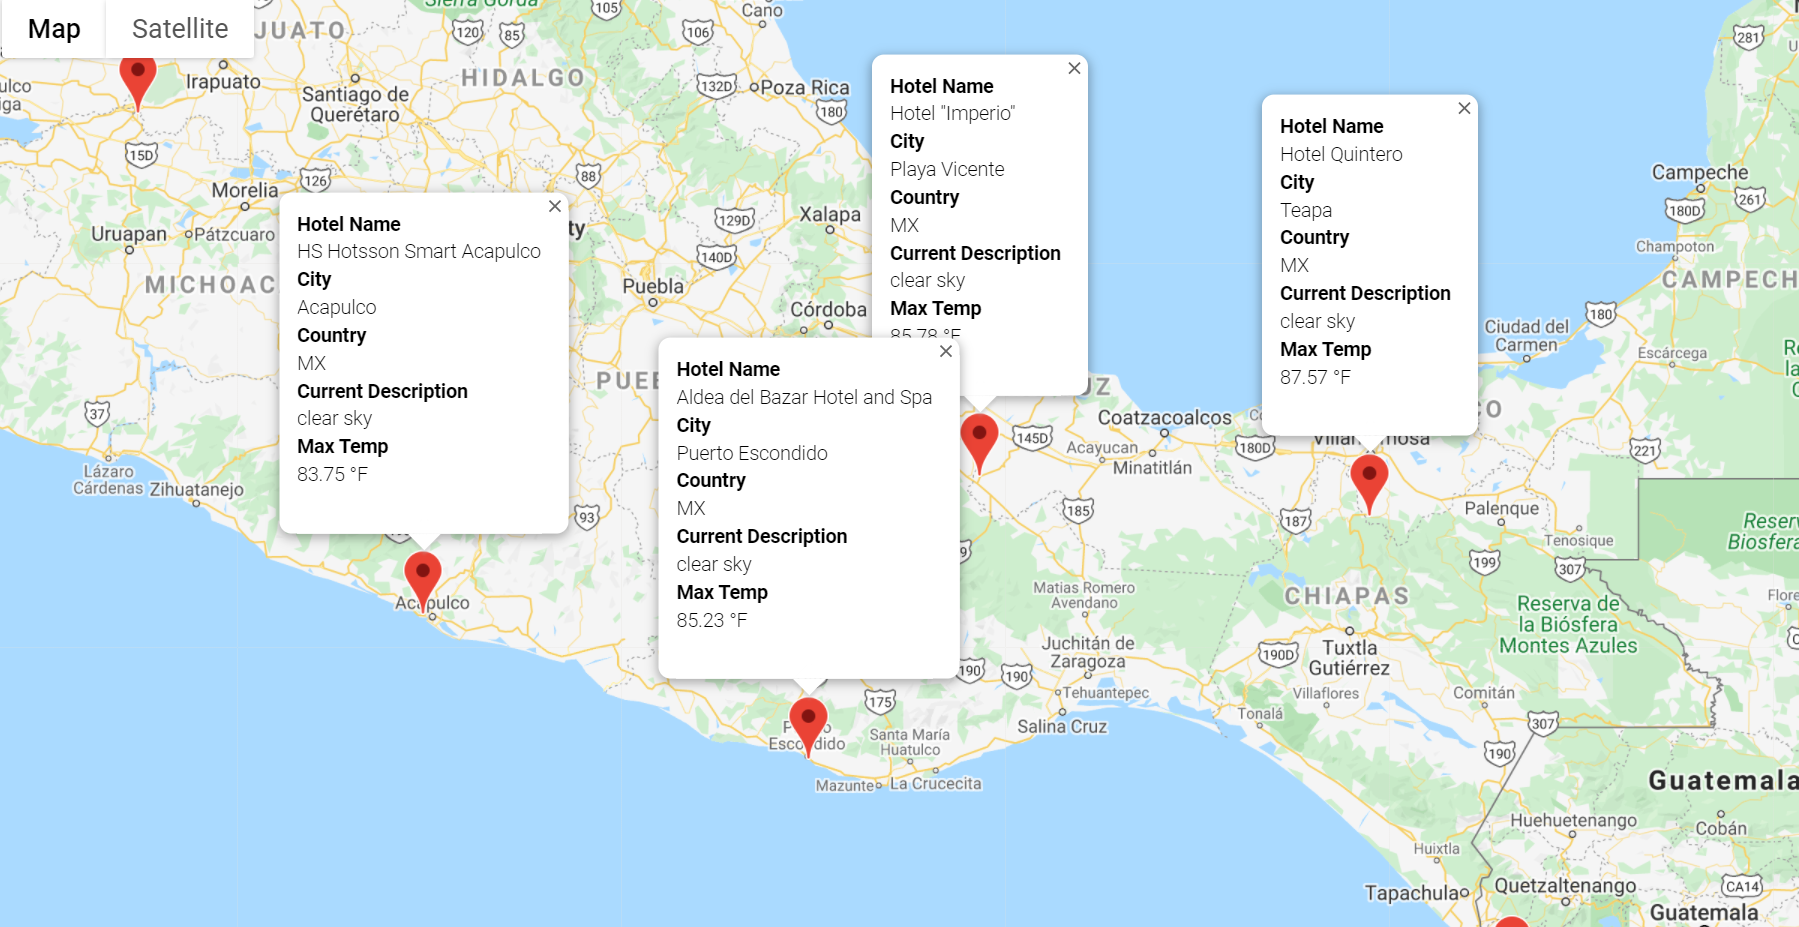 Map
Satellite
Sierra Gorda
JUATO
Irapuato
HIDALGO
Santiago de
Querétaro
Cano
120
85
105
106
132D
Poza Rica
180
281
15D
Morelia
126
88
129D
Xalapa
Uruapan
Pátzcuaro
140D
MICHOAC
Puebla
Córdoba
Hotel Name
HS Hotsson Smart Acapulco
City
Acapulco
Country
MX
Current Description
clear sky
Max Temp
83.75 °F
Hotel Name
Hotel "Imperio"
City
Playa Vicente
Country
MX
Current Description
clear sky
Max Temp
85.78 °F
Hotel Name
Aldea del Bazar Hotel and Spa
City
Puerto Escondido
Country
MX
Current Description
clear sky
Max Temp
85.23 °F
Hotel Name
Hotel Quintero
City
Teapa
Country
MX
Current Description
clear sky
Max Temp
87.57 °F
Campeche
180D
261
Champoton
CAMPECH
180
Ciudad del
Carmen
Escárcega
37
Lázaro
Cárdenas
Zihuatanejo
93
Acapulco
Coatzacoalcos
145D
Acayucan
Minatitlán
180D
221
185
187
Palenque
Tenosique
Reserv
Biosfera
199
307
Matias Romero
Avendano
CHIAPAS
Reserva de
la Biósfera
Montes Azules
Juchitán de
Zaragoza
190D
Tuxtla
Gutiérrez
190
190
Tehuantepec
Villaflores
Comitán
175
Santa María
Huatulco
Salina Cruz
Tonalá
307
Mazunte
La Crucecita
190
Guatemala
Huehuetenango
Cobán
Huixtla
Tapachula
Quetzaltenango
CA14
Guatemala